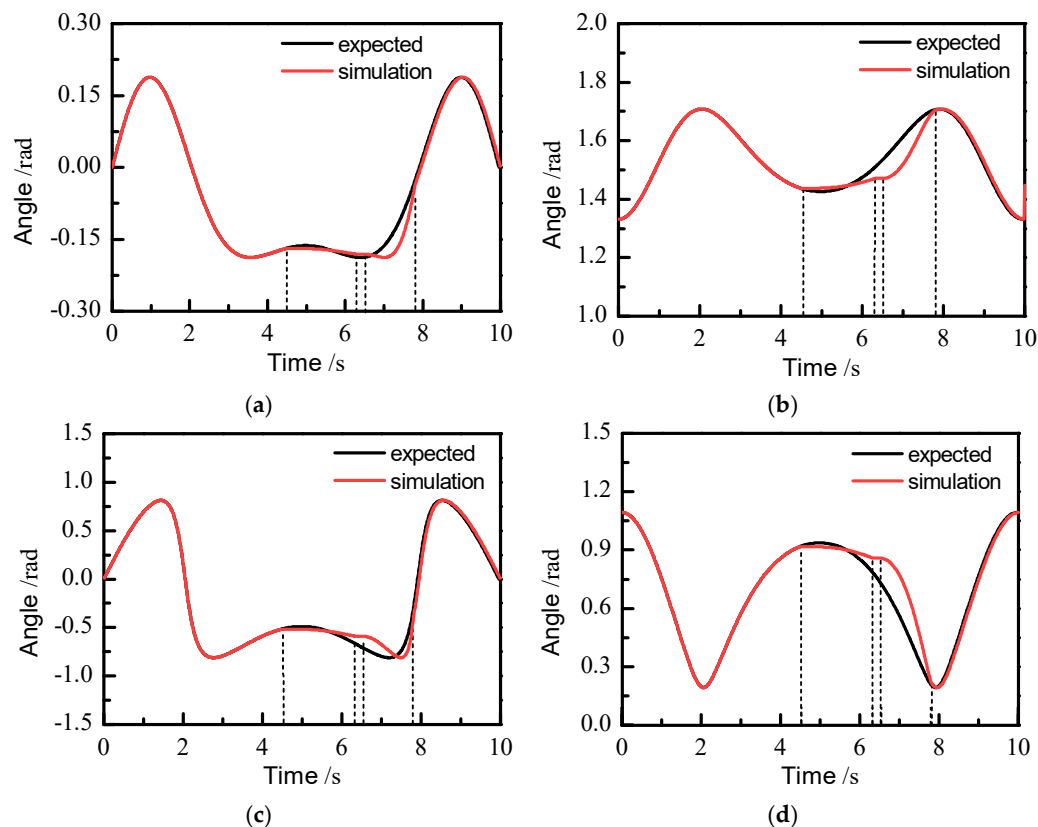 0.30
0.15
0.00
-0.15
-0.30
Angle /rad
expected
simulation
0 2 4 6 8 10
Time /s
(a)
2.0
1.8
1.6
1.4
1.2
1.0
Angle /rad
expected
simulation
0 2 4 6 8 10
Time /s
(b)
1.5
1.0
0.5
0.0
-0.5
-1.0
-1.5
Angle /rad
expected
simulation
0 2 4 6 8 10
Time /s
(c)
1.5
1.2
0.9
0.6
0.3
0.0
Angle /rad
expected
simulation
0 2 4 6 8 10
Time /s
(d)